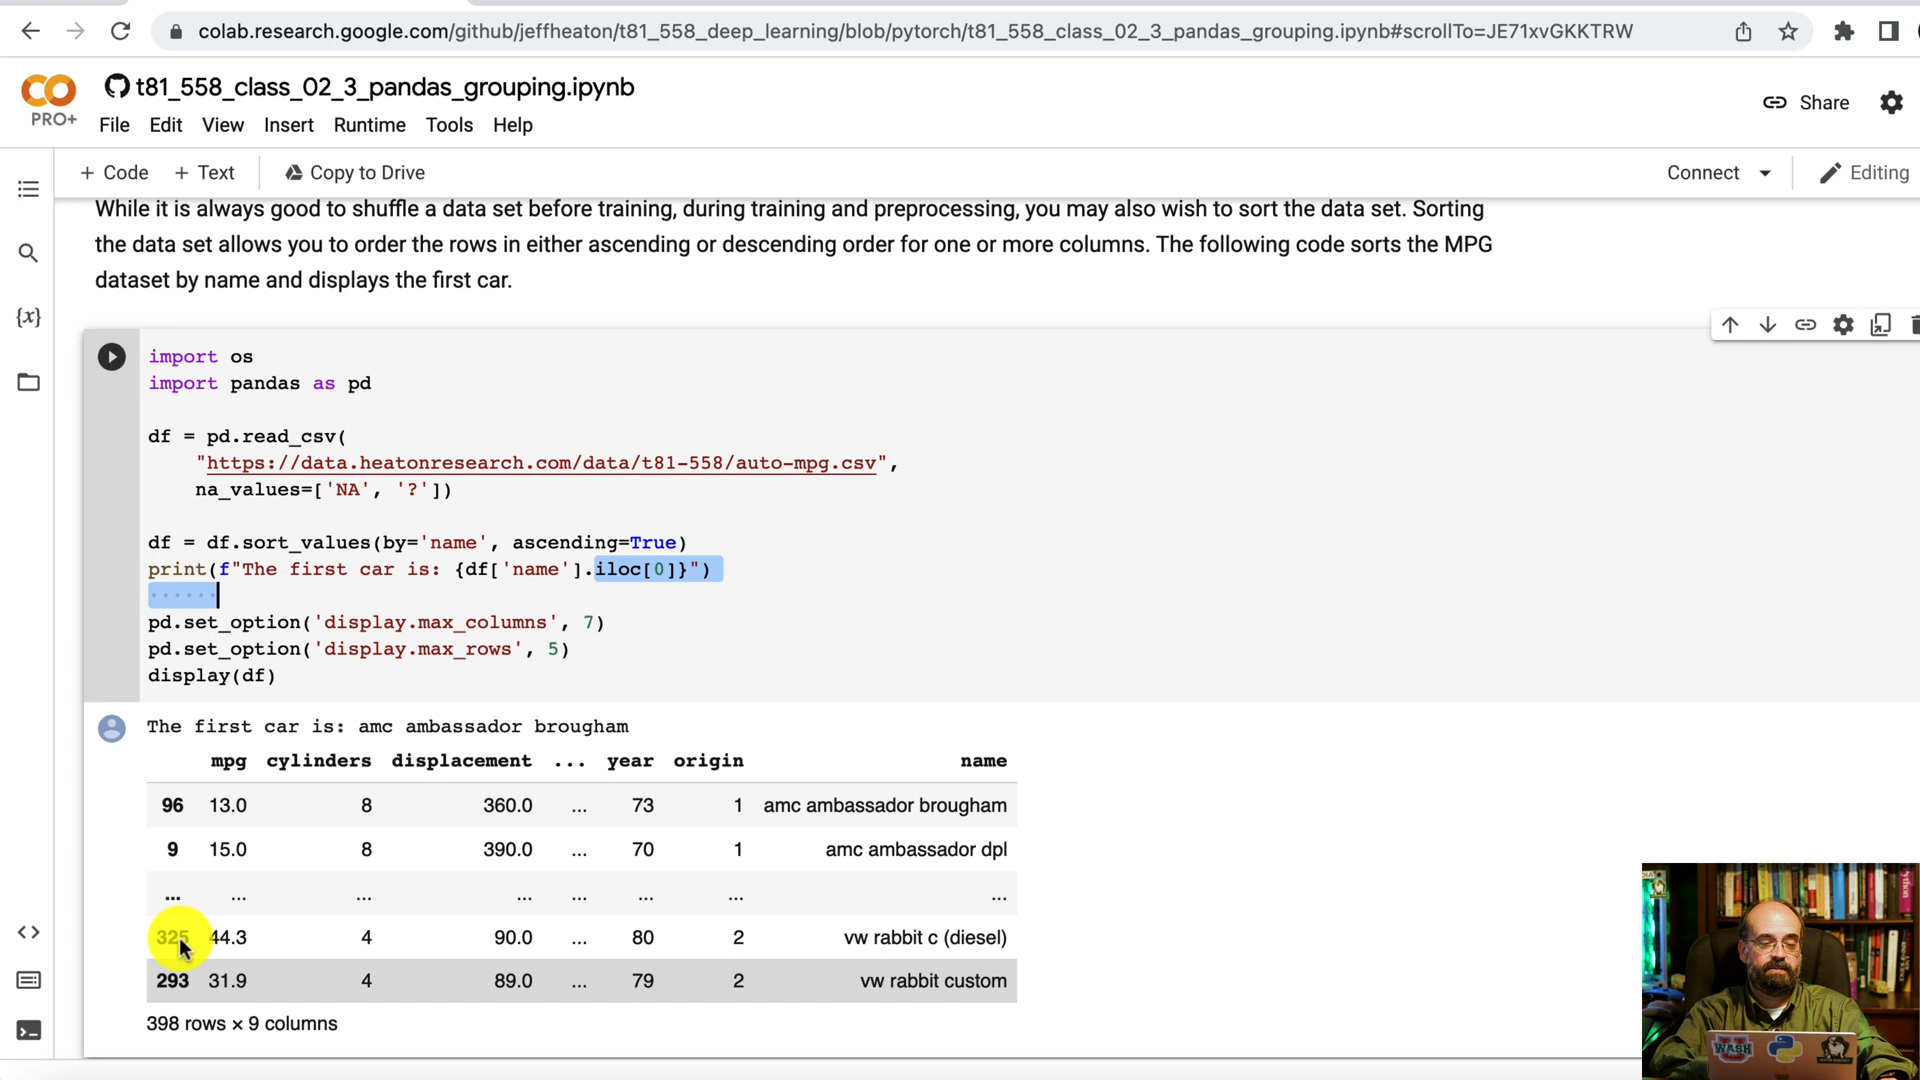 colab.research.google.com/github/jeffheaton/t81_558_deep_learning/blob/pytorch/t81_558_class_02_3_pandas_grouping.ipynb#scrollTo=JE71xvGKKTRW
CO
PRO+
t81_558_class_02_3_pandas_grouping.ipynb
File Edit View Insert Runtime Tools Help
Share
+ Code + Text Copy to Drive
Connect Editing
While it is always good to shuffle a data set before training, during training and preprocessing, you may also wish to sort the data set. Sorting
the data set allows you to order the rows in either ascending or descending order for one or more columns. The following code sorts the MPG
dataset by name and displays the first car.
{x}
import os
import pandas as pd
df = pd.read_csv(
"https://data.heatonresearch.com/data/t81-558/auto-mpg.csv",
na_values=['NA', '?'])
df = df.sort_values(by='name', ascending=True)
print(f"The first car is: {df['name'].iloc[0]}")
pd.set_option('display.max_columns', 7)
pd.set_option('display.max_rows', 5)
display(df)
The first car is: amc ambassador brougham
mpg cylinders displacement ... year origin name
96 13.0 8 360.0 ... 73 1 amc ambassador brougham
9 15.0 8 390.0 ... 70 1 amc ambassador dpl
... ... ... ... ... ... ... ...
325 44.3 4 90.0 ... 80 2 vw rabbit c (diesel)
293 31.9 4 89.0 ... 79 2 vw rabbit custom
398 rows × 9 columns
WASH